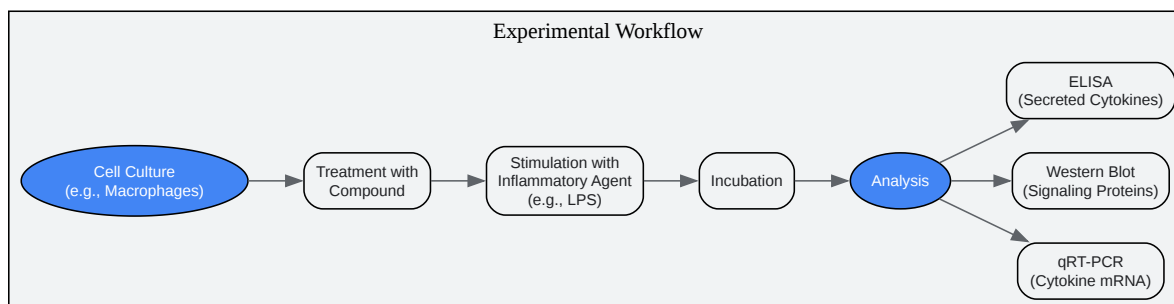 Experimental Workflow
Cell Culture
(e.g., Macrophages)
Treatment with
Compound
Stimulation with
Inflammatory Agent
(e.g., LPS)
Incubation
Analysis
ELISA
(Secreted Cytokines)
Western Blot
(Signaling Proteins)
qRT-PCR
(Cytokine mRNA)